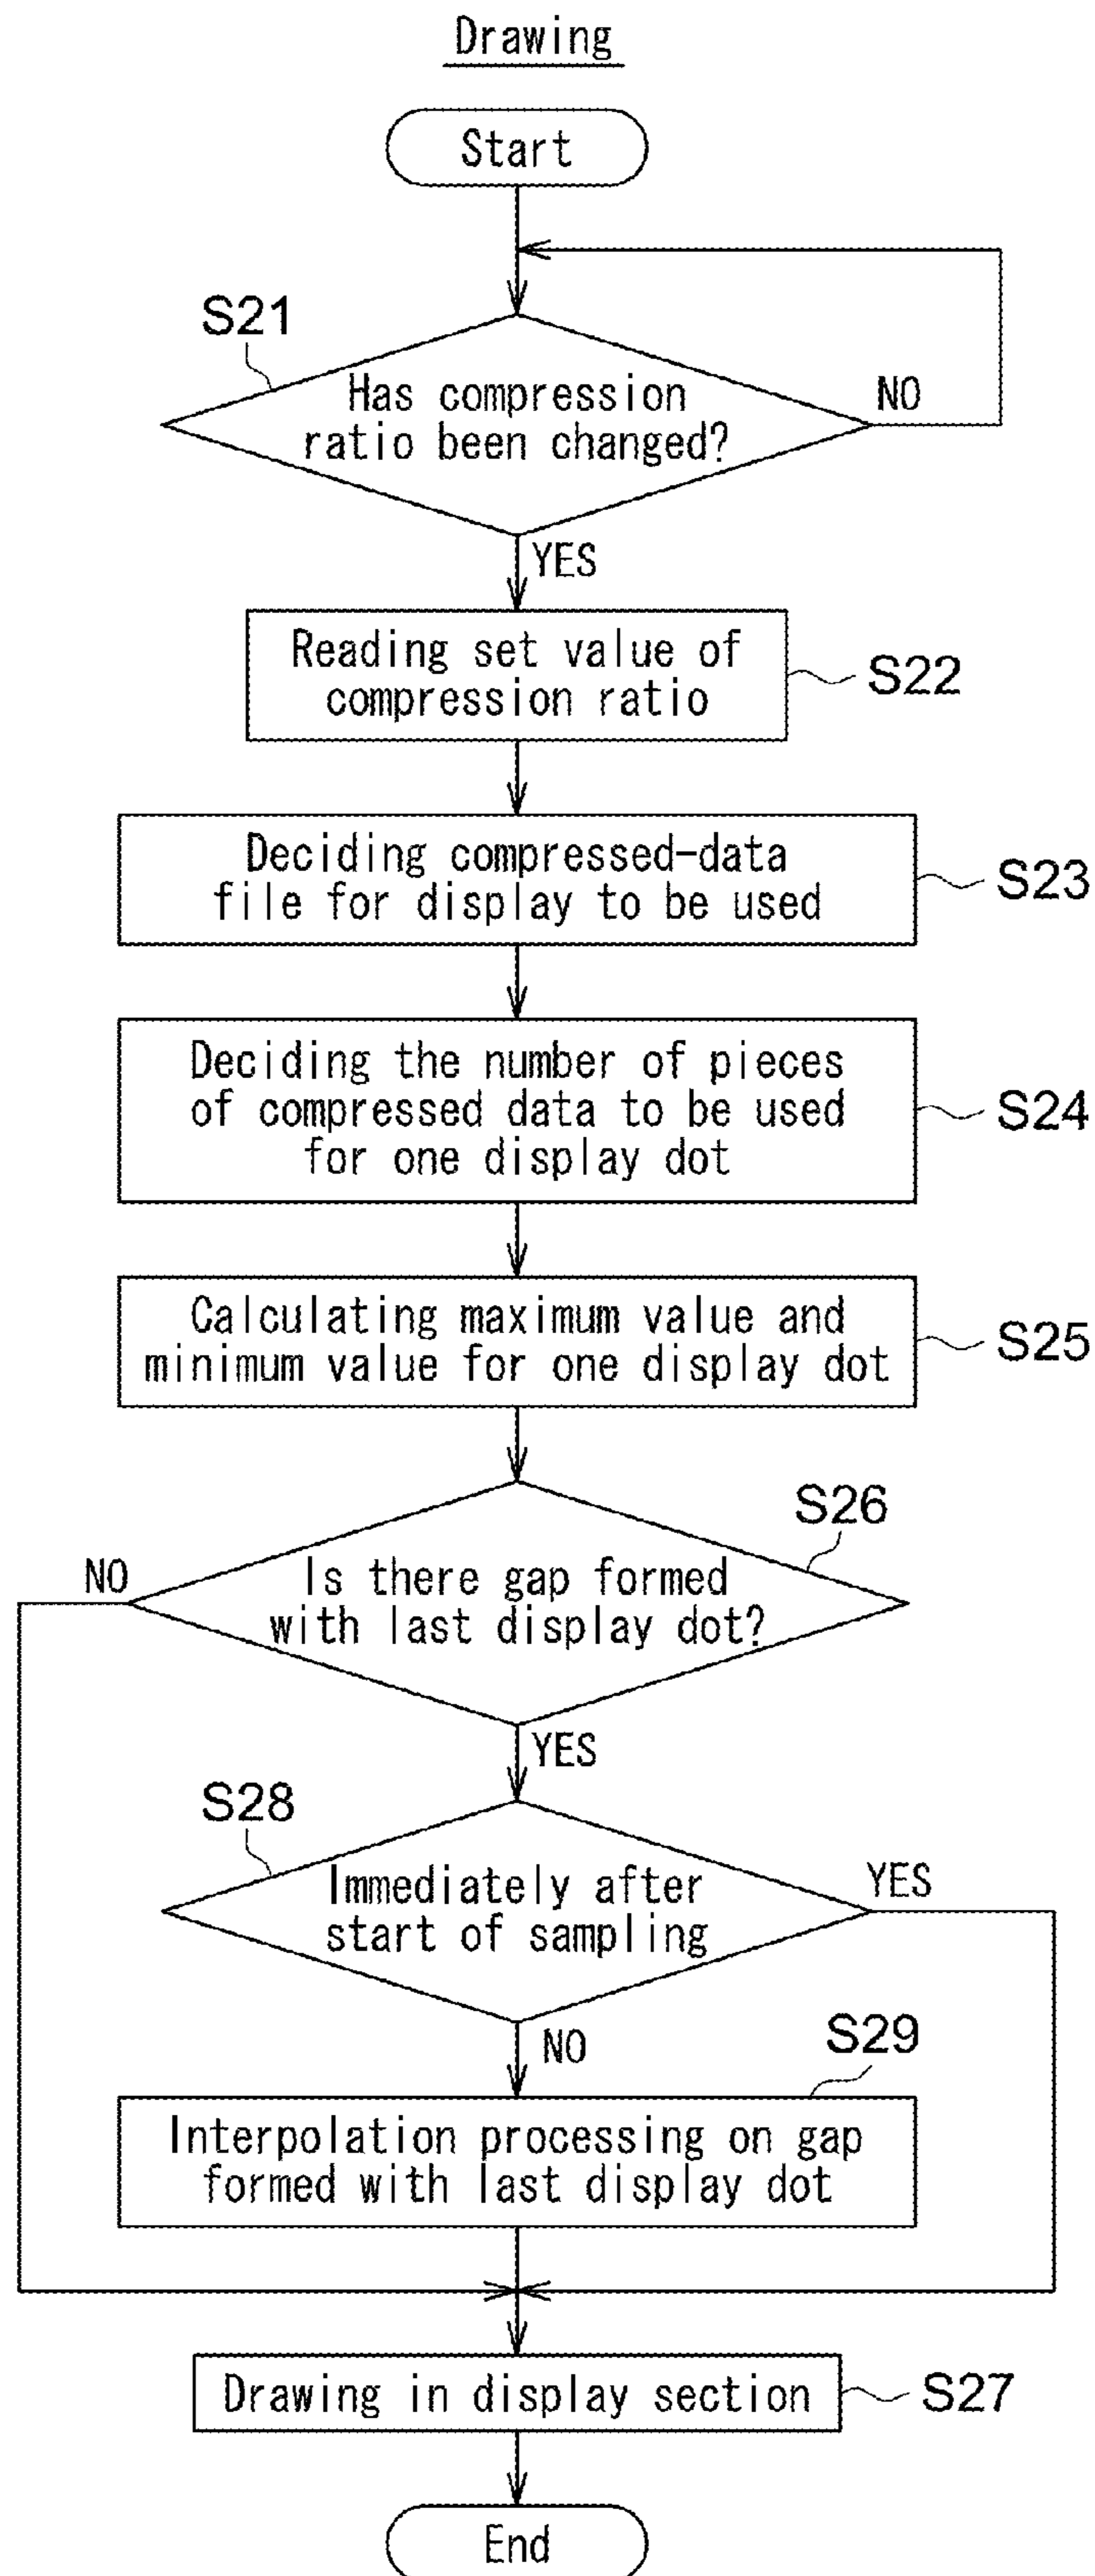 Drawing
Start
S21
Has compression
ratio been changed?
NO
YES
Reading set value of
compression ratio
S22
Deciding compressed-data
file for display to be used
S23
Deciding the number of pieces
of compressed data to be used
for one display dot
S24
Calculating maximum value and
minimum value for one display dot
S25
S26
NO
Is there gap formed
with last display dot?
YES
S28
Immediately after
start of sampling
YES
NO
S29
Interpolation processing on gap
formed with last display dot
Drawing in display section
S27
End